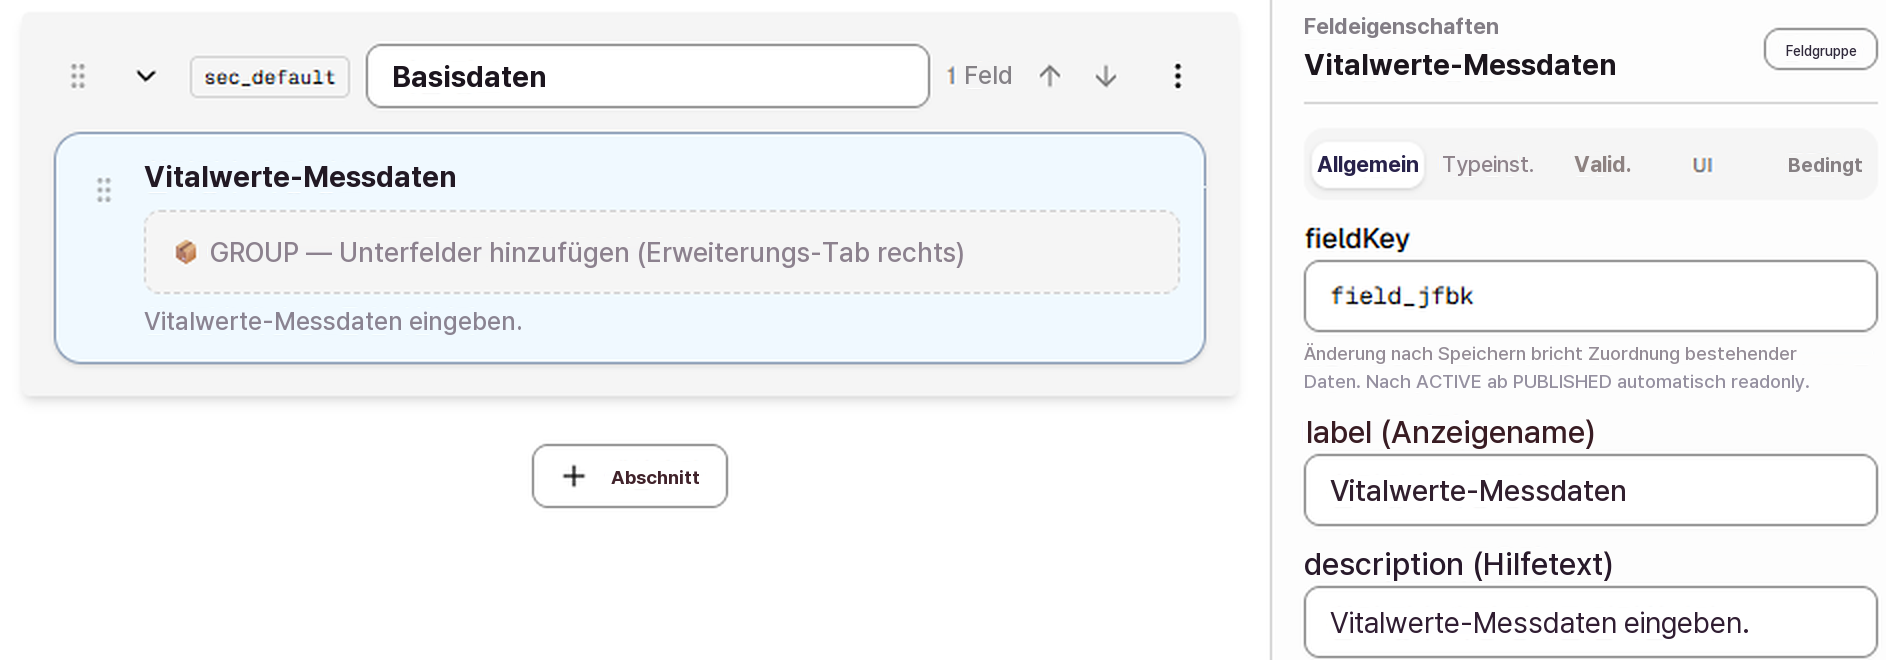 sec_default
Basisdaten
1 Feld
Vitalwerte-Messdaten
GROUP — Unterfelder hinzufügen (Erweiterungs-Tab rechts)
Vitalwerte-Messdaten eingeben.
Abschnitt
Feldeigenschaften
Vitalwerte-Messdaten
Feldgruppe
Allgemein Typeinst. Valid. UI Bedingt
fieldKey
field_jfbk
Änderung nach Speichern bricht Zuordnung bestehender
Daten. Nach ACTIVE ab PUBLISHED automatisch readonly.
label (Anzeigename)
Vitalwerte-Messdaten
description (Hilfetext)
Vitalwerte-Messdaten eingeben.